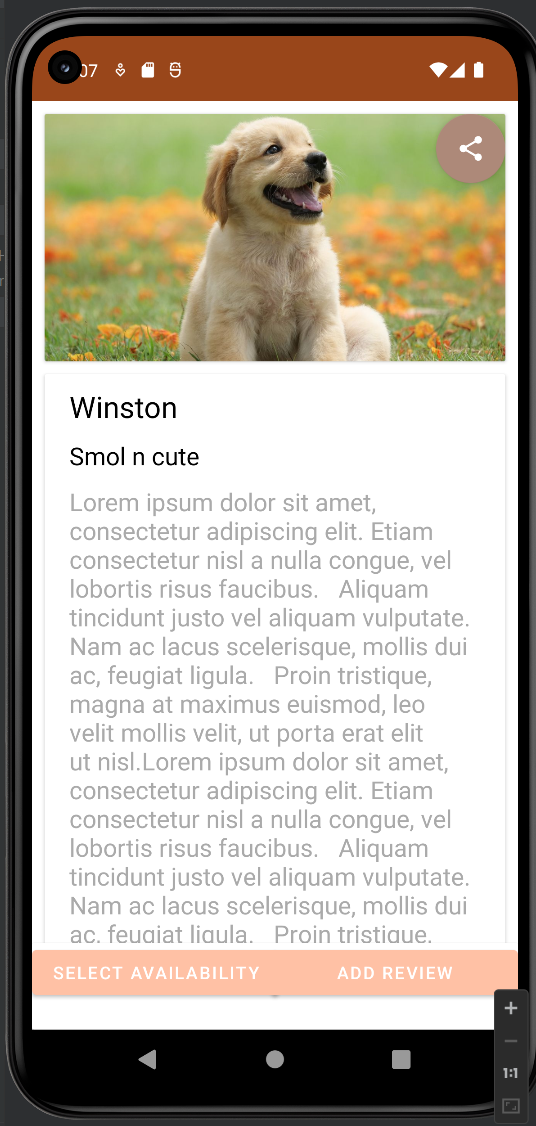 07
Winston
Smol n cute
Lorem ipsum dolor sit amet,
consectetur adipiscing elit. Etiam
consectetur nisl a nulla congue, vel
lobortis risus faucibus.   Aliquam
tincidunt justo vel aliquam vulputate.
Nam ac lacus scelerisque, mollis dui
ac, feugiat ligula.   Proin tristique,
magna at maximus euismod, leo
velit mollis velit, ut porta erat elit
ut nisl.Lorem ipsum dolor sit amet,
consectetur adipiscing elit. Etiam
consectetur nisl a nulla congue, vel
lobortis risus faucibus.   Aliquam
tincidunt justo vel aliquam vulputate.
Nam ac lacus scelerisque, mollis dui
ac, feugiat ligula.   Proin tristique,
SELECT AVAILABILITY ADD REVIEW
1:1